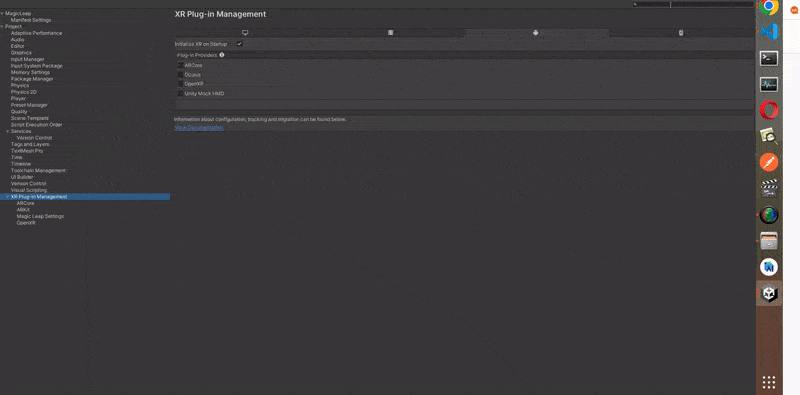 MagicLeap
Manifest Settings
Project
Adaptive Performance
Audio
Editor
Graphics
Input Manager
Input System Package
Memory Settings
Package Manager
Physics
Physics 2D
Player
Preset Manager
Quality
Scene Template
Script Execution Order
Services
Version Control
Tags and Layers
TextMesh Pro
Time
Timeline
Toolchain Management
UI Builder
Version Control
Visual Scripting
XR Plug-in Management
ARCore
ARKit
Magic Leap Settings
OpenXR
XR Plug-in Management
Initialize XR on Startup
Plug-in Providers
ARCore
Oculus
OpenXR
Unity Mock HMD
Information about configuration, tracking and migration can be found below.
View Documentation